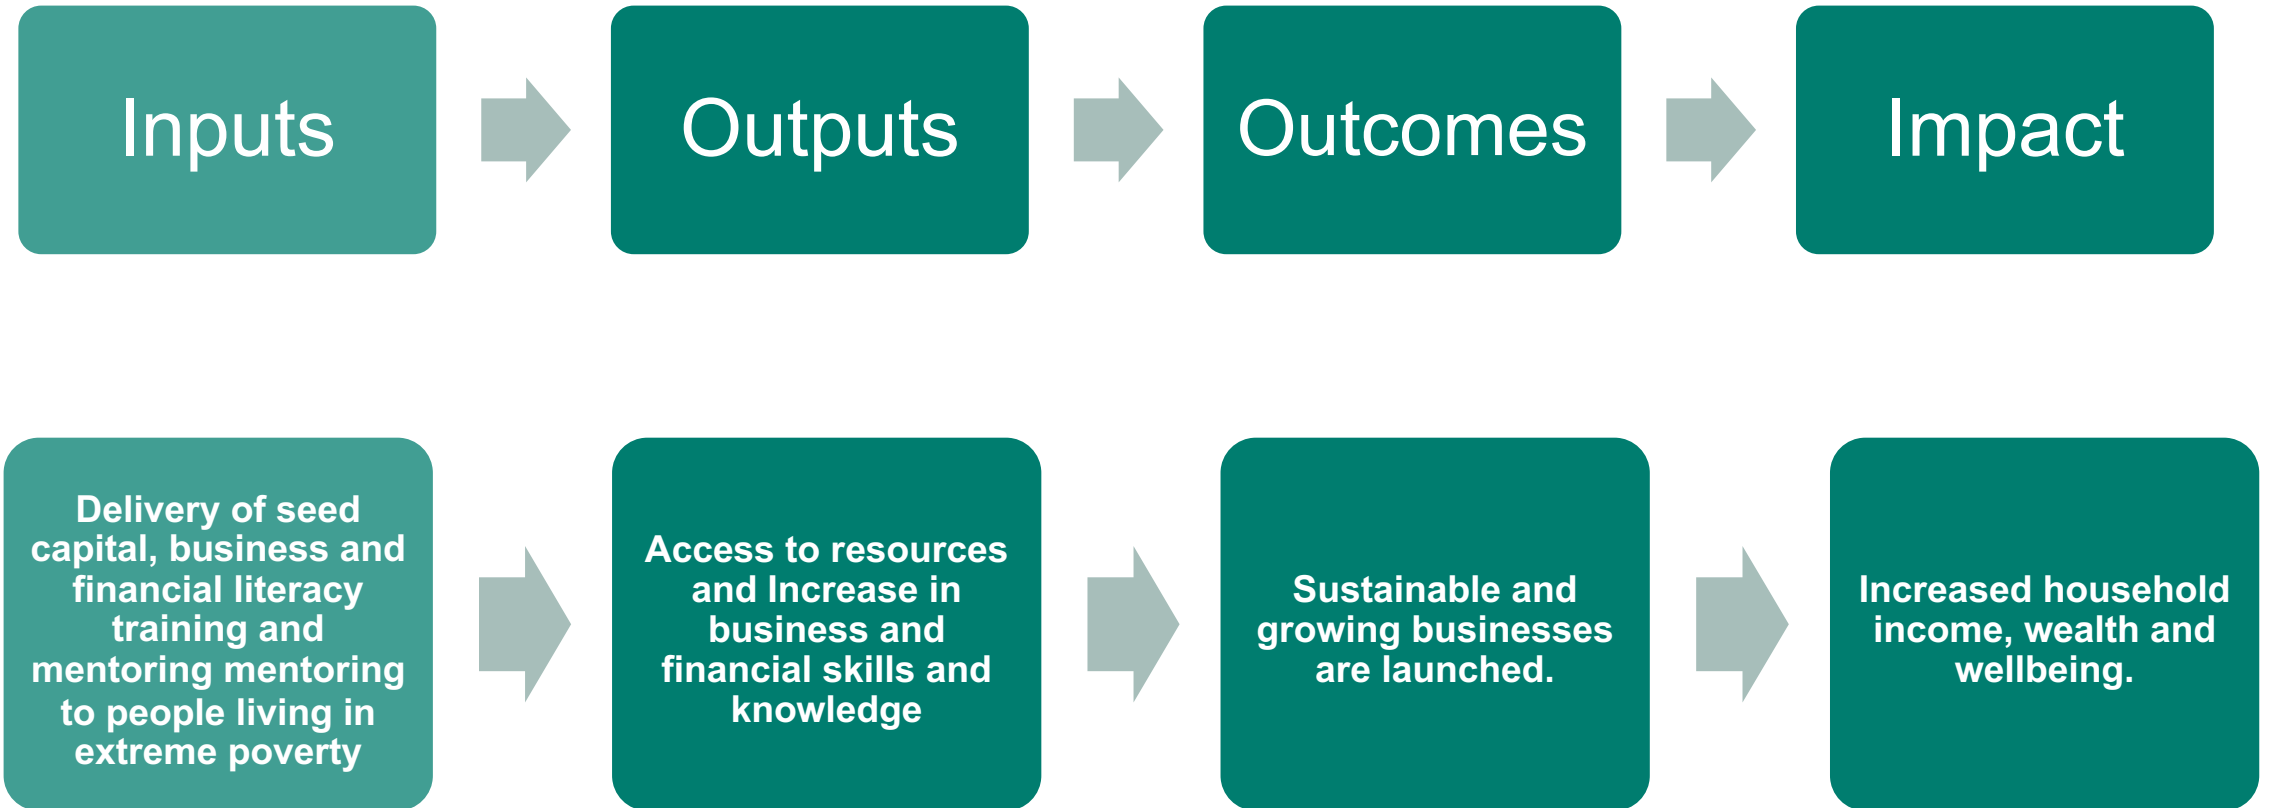 Inputs
Outputs
Outcomes
Impact
Delivery of seed
capital, business and
financial literacy
training and
mentoring mentoring
to people living in
extreme poverty
Access to resources
and Increase in
business and
financial skills and
knowledge
Sustainable and
growing businesses
are launched.
Increased household
income, wealth and
wellbeing.